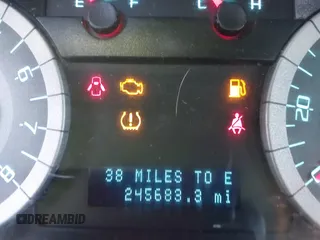 E F L H
38 MILES TO E
245683.3 mi
DREAMBID